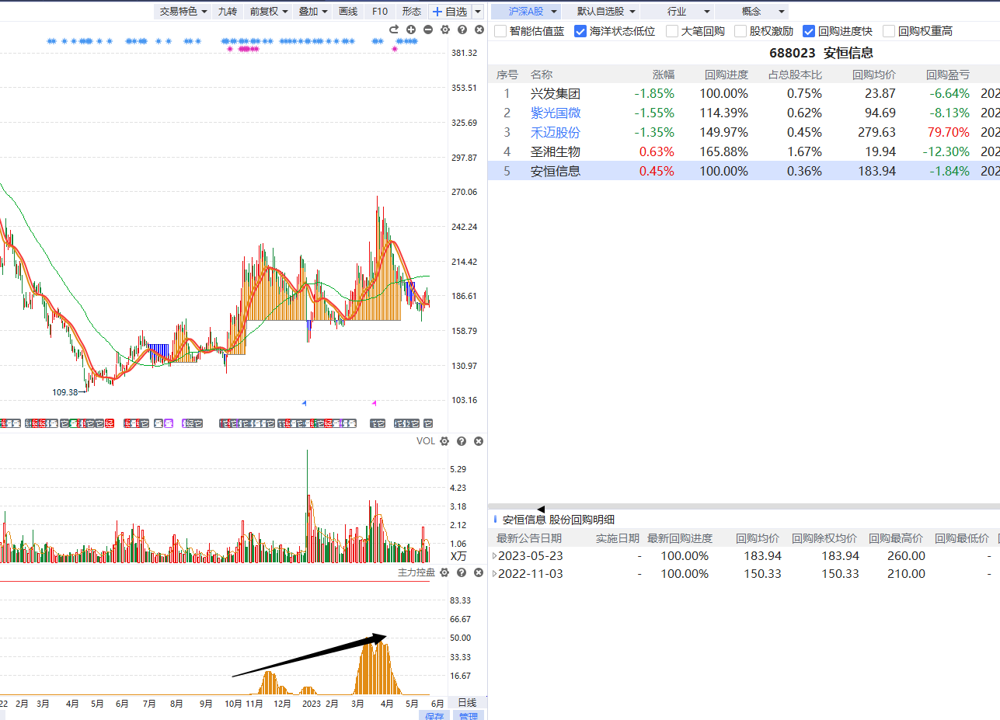 交易特色 九转 前复权 叠加 画线 F10 形态 自选
沪深A股 默认自选股 行业 概念
智能估值蓝 海洋状态低位 大笔回购 股权激励 回购进度快 回购权重高
688023 安恒信息
序号 名称 涨幅 回购进度 占总股本比 回购均价 回购盈亏
1 兴发集团 -1.85% 100.00% 0.75% 23.87 -6.64% 202
2 紫光国微 -1.55% 114.39% 0.62% 94.69 -8.13% 202
3 禾迈股份 -1.35% 149.97% 0.45% 279.63 79.70% 202
4 圣湘生物 0.63% 165.88% 1.67% 19.94 -12.30% 202
5 安恒信息 0.45% 100.00% 0.36% 183.94 -1.84% 202
381.32
353.51
325.69
297.87
270.06
242.24
214.42
186.61
158.79
130.97
109.38
103.16
VOL
5.29
4.23
3.18
2.12
1.06
X万
主力控盘
83.33
66.67
50.00
33.33
16.67
22 2月 3月 4月 5月 6月 7月 8月 9月 10月 11月 12月 2023 2月 3月 4月 5月 6月 日线
保存 管理
安恒信息 股份回购明细
最新公告日期 实施日期 最新回购进度 回购均价 回购除权均价 回购最高价 回购最低价
2023-05-23 - 100.00% 183.94 183.94 260.00 -
2022-11-03 - 100.00% 150.33 150.33 210.00 -